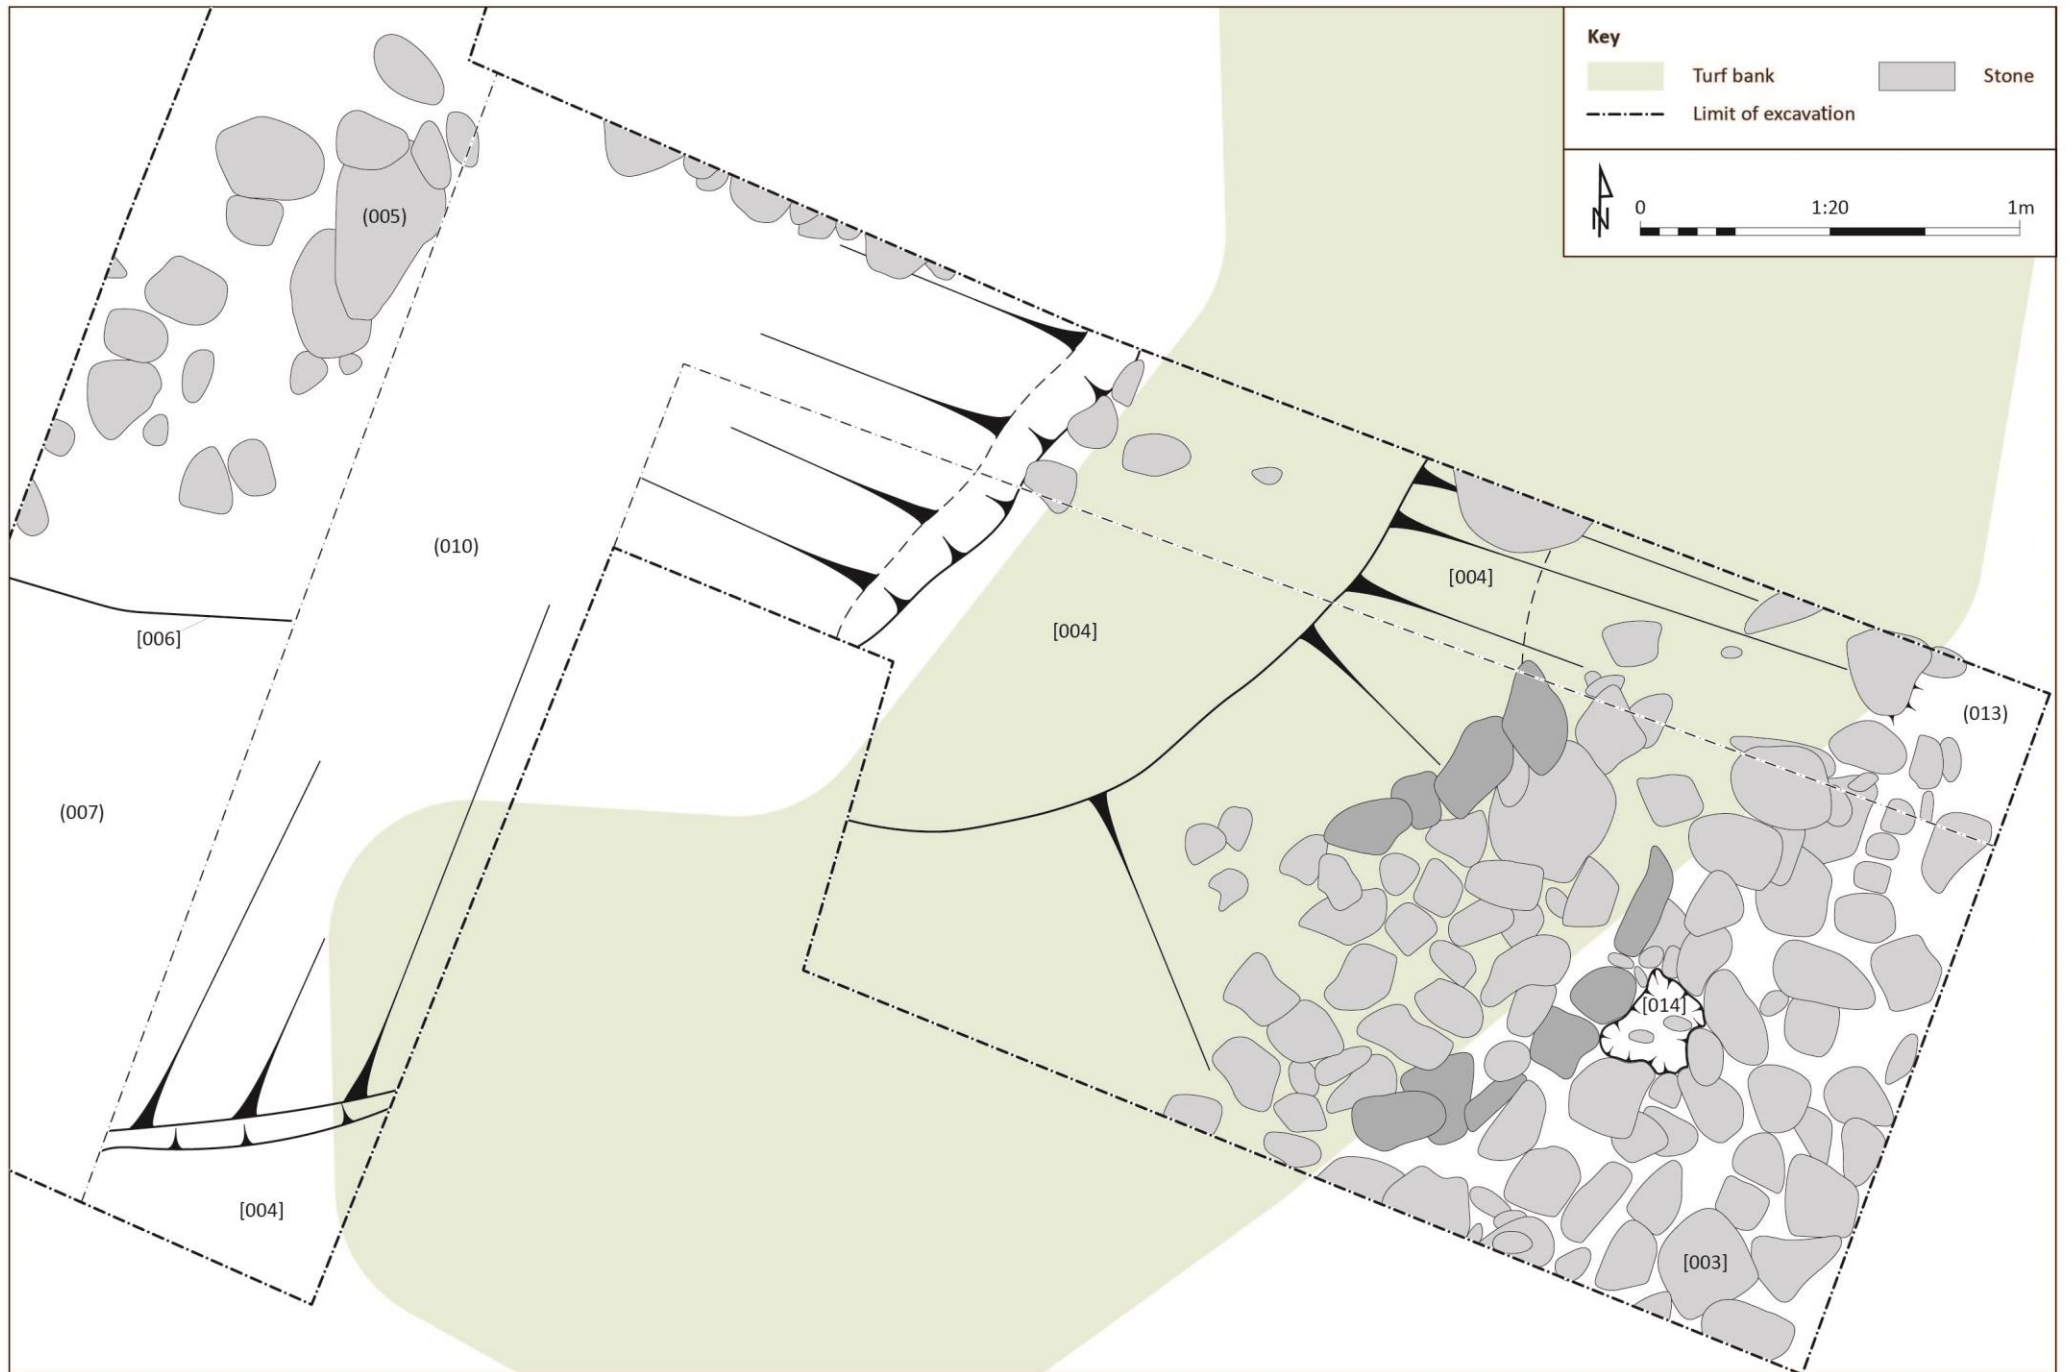 Key
Turf bank
Stone
Limit of excavation
N
0 1:20 1m
(005)
(010)
[004]
[006]
[004]
(013)
(007)
[014]
[004]
[003]